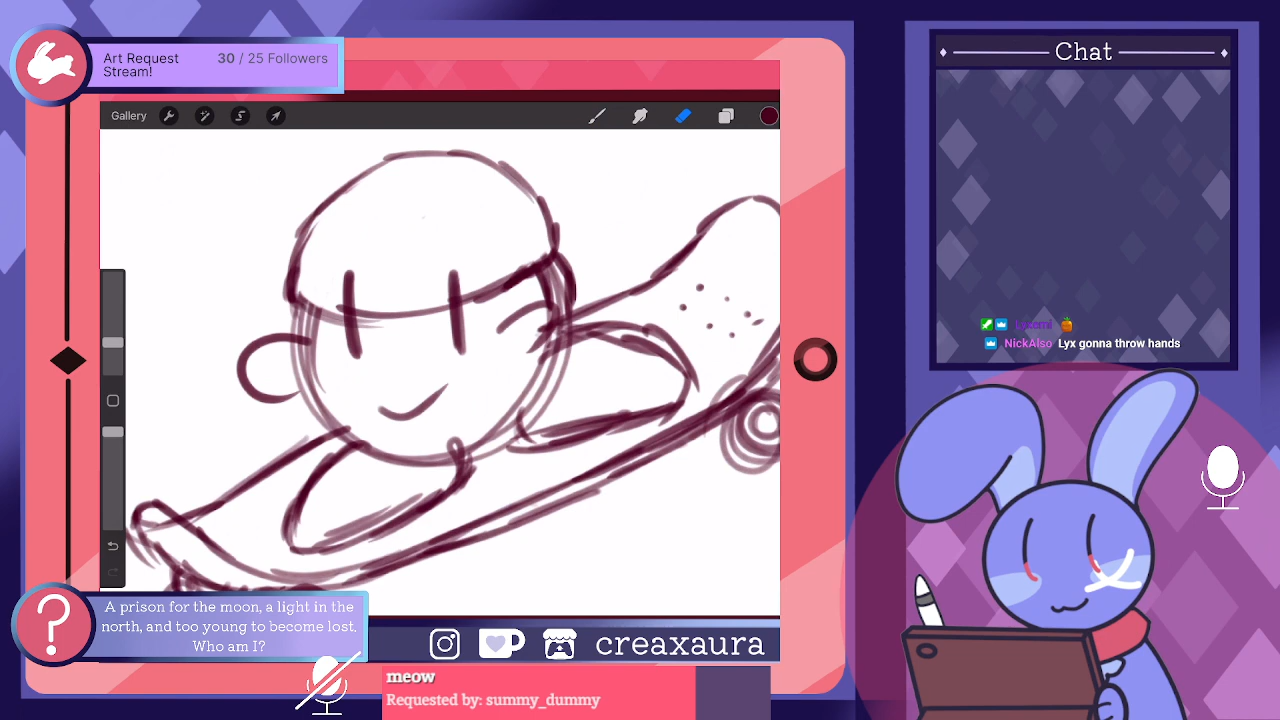 Art Request
Stream!
30 / 25 Followers
Chat
Gallery
NickAlso Lyx gonna throw hands
A prison for the moon, a light in the
north, and too young to become lost.
Who am I?
creaxaura
meow
Requested by: summy_dummy